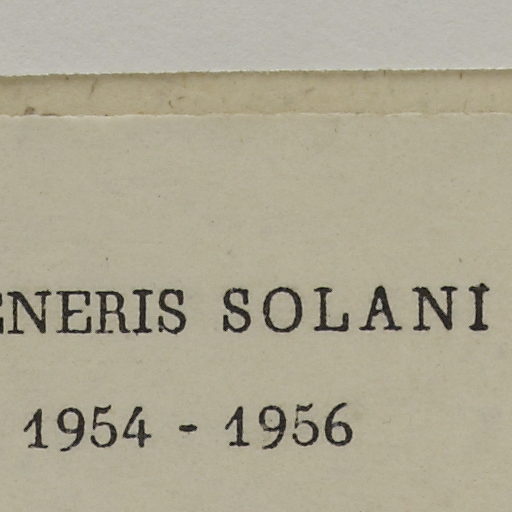 ENERIS SOLANI
1954 - 1956